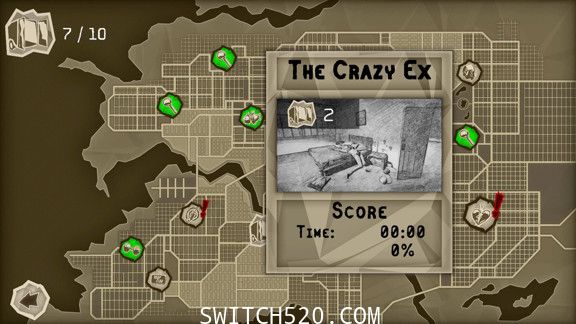 7 / 10
THE CRAZY EX
2
SCORE
TIME: 00:00
0%
SWITCH520.COM